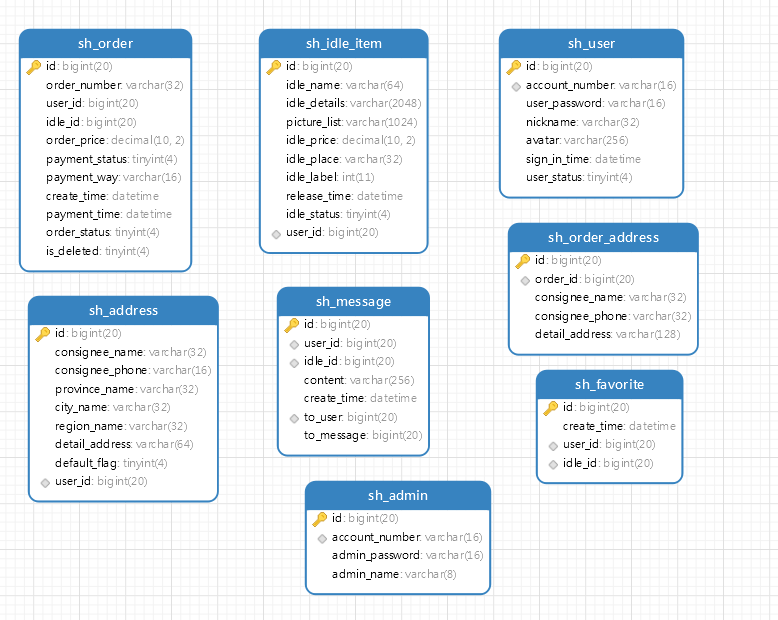 sh_order
id: bigint(20)
order_number: varchar(32)
user_id: bigint(20)
idle_id: bigint(20)
order_price: decimal(10, 2)
payment_status: tinyint(4)
payment_way: varchar(16)
create_time: datetime
payment_time: datetime
order_status: tinyint(4)
is_deleted: tinyint(4)
sh_idle_item
id: bigint(20)
idle_name: varchar(64)
idle_details: varchar(2048)
picture_list: varchar(1024)
idle_price: decimal(10, 2)
idle_place: varchar(32)
idle_label: int(11)
release_time: datetime
idle_status: tinyint(4)
user_id: bigint(20)
sh_user
id: bigint(20)
account_number: varchar(16)
user_password: varchar(16)
nickname: varchar(32)
avatar: varchar(256)
sign_in_time: datetime
user_status: tinyint(4)
sh_order_address
id: bigint(20)
order_id: bigint(20)
consignee_name: varchar(32)
consignee_phone: varchar(32)
detail_address: varchar(128)
sh_address
id: bigint(20)
consignee_name: varchar(32)
consignee_phone: varchar(16)
province_name: varchar(32)
city_name: varchar(32)
region_name: varchar(32)
detail_address: varchar(64)
default_flag: tinyint(4)
user_id: bigint(20)
sh_message
id: bigint(20)
user_id: bigint(20)
idle_id: bigint(20)
content: varchar(256)
create_time: datetime
to_user: bigint(20)
to_message: bigint(20)
sh_favorite
id: bigint(20)
create_time: datetime
user_id: bigint(20)
idle_id: bigint(20)
sh_admin
id: bigint(20)
account_number: varchar(16)
admin_password: varchar(16)
admin_name: varchar(8)